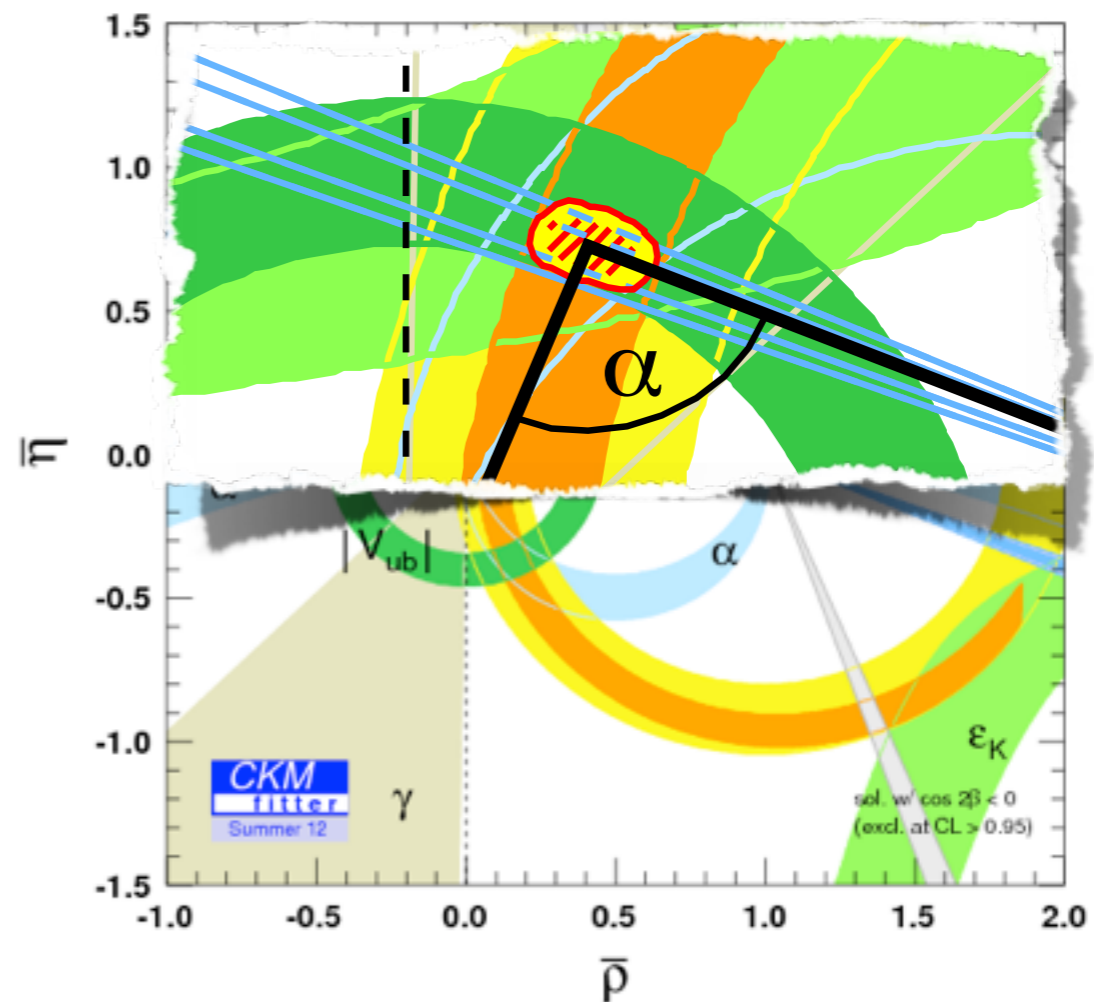 1.5
1.0
0.5
0.0
-0.5
-1.0
-1.5
η̅
α
|V_ub|
α
ε_K
γ
CKM
fitter
Summer 12
sol. w/ cos 2β < 0
(excl. at CL > 0.95)
-1.0 -0.5 0.0 0.5 1.0 1.5 2.0
ρ̅